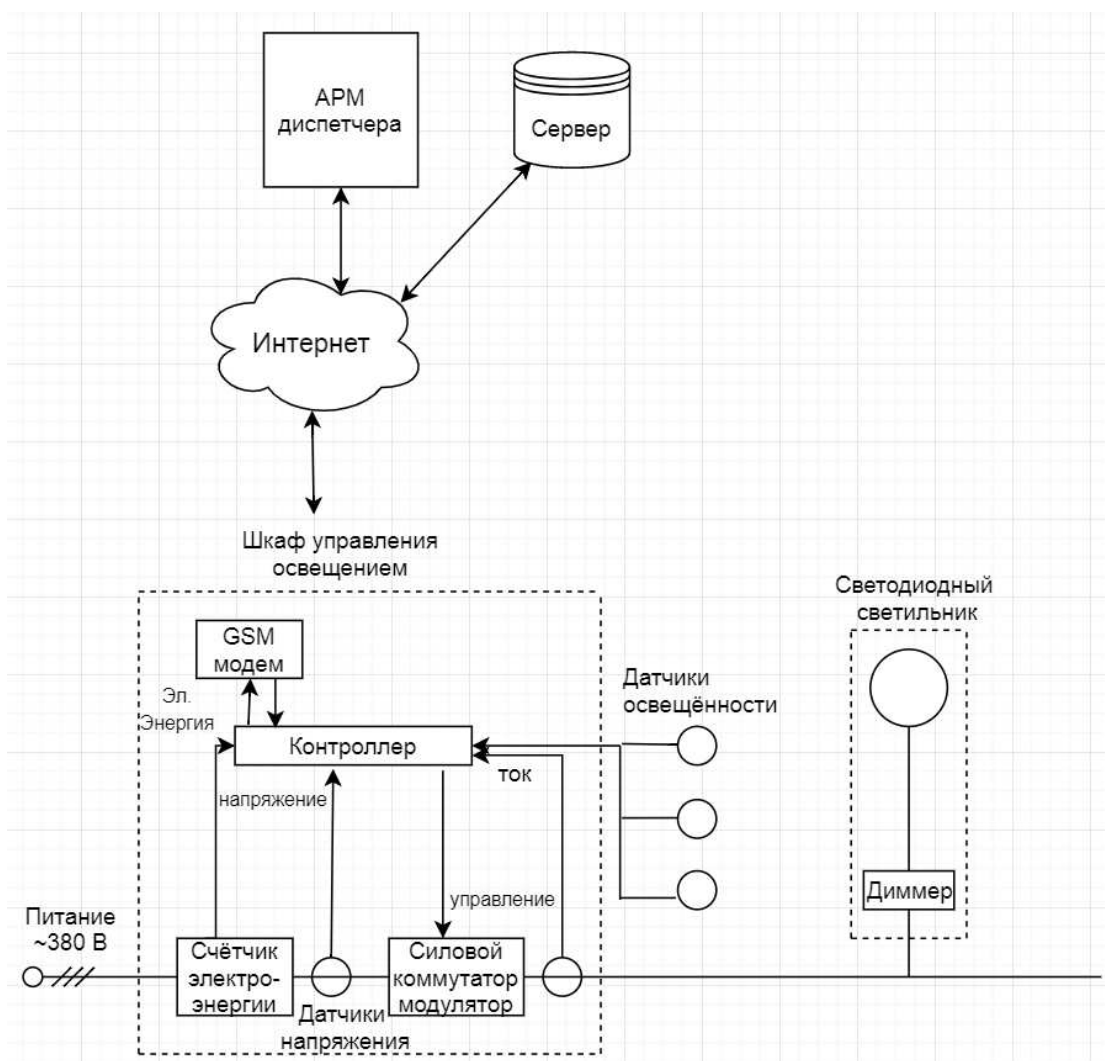 АРМ
диспетчера
Сервер
Интернет
Шкаф управления
освещением
Светодиодный
светильник
GSM
модем
Эл.
Энергия
Датчики
освещённости
Контроллер
ток
напряжение
управление
Диммер
Питание
~380 В
Счётчик
электро-
энергии
Силовой
коммутатор
модулятор
Датчики
напряжения